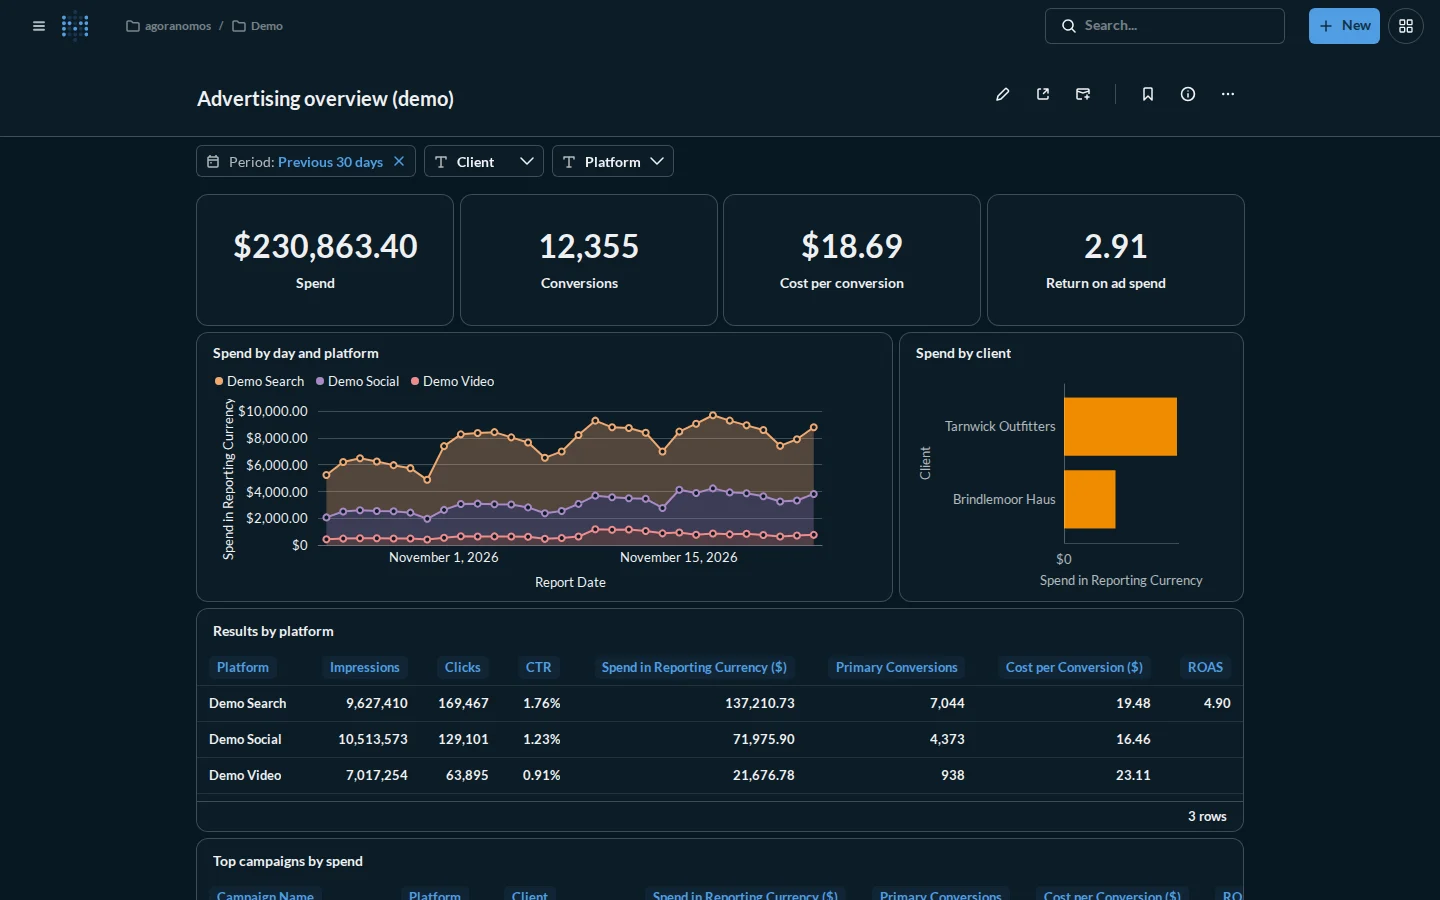 agoranomos / Demo
Search...
New
Advertising overview (demo)
Period: Previous 30 days
Client
Platform
$230,863.40
Spend
12,355
Conversions
$18.69
Cost per conversion
2.91
Return on ad spend
Spend by day and platform
Demo Search Demo Social Demo Video
Spend in Reporting Currency
$10,000.00
$8,000.00
$6,000.00
$4,000.00
$2,000.00
$0
November 1, 2026 November 15, 2026
Report Date
Spend by client
Client
Tarnwick Outfitters
Brindlemoor Haus
$0
Spend in Reporting Currency
Results by platform
Platform Impressions Clicks CTR Spend in Reporting Currency ($) Primary Conversions Cost per Conversion ($) ROAS
Demo Search 9,627,410 169,467 1.76% 137,210.73 7,044 19.48 4.90
Demo Social 10,513,573 129,101 1.23% 71,975.90 4,373 16.46
Demo Video 7,017,254 63,895 0.91% 21,676.78 938 23.11
3 rows
Top campaigns by spend
Campaign Name Platform Client Spend in Reporting Currency ($) Primary Conversions Cost per Conversion ($) RO